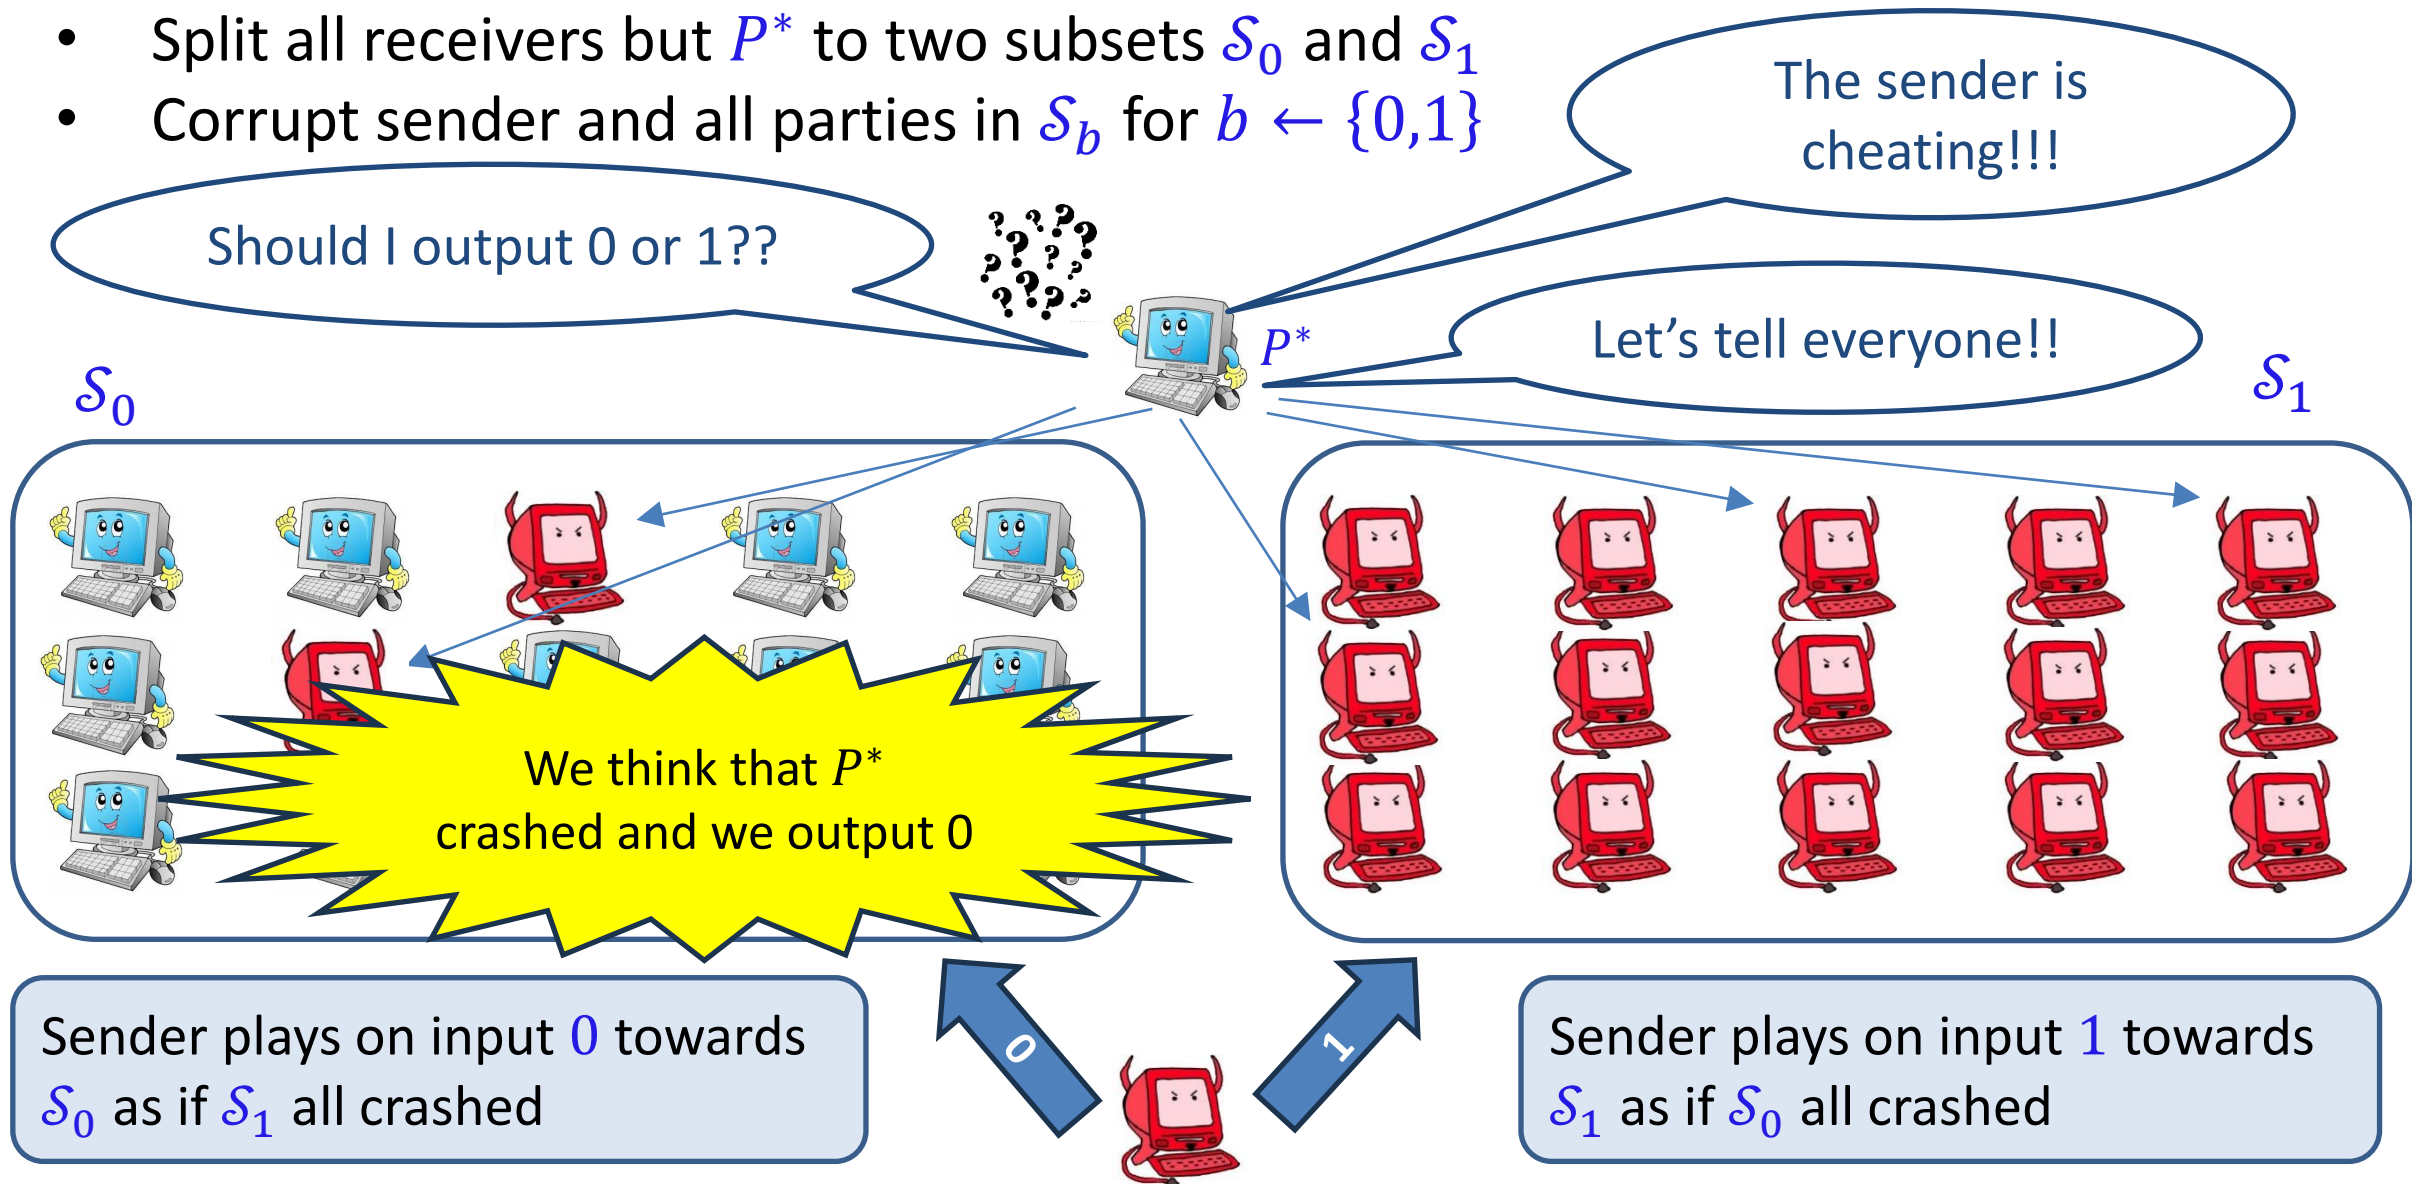 • Split all receivers but P* to two subsets 𝒮₀ and 𝒮₁
• Corrupt sender and all parties in 𝒮_b for b ← {0,1}
The sender is
cheating!!!
Should I output 0 or 1??
Let's tell everyone!!
P*
𝒮₀
𝒮₁
We think that P*
crashed and we output 0
0
1
Sender plays on input 0 towards
𝒮₀ as if 𝒮₁ all crashed
Sender plays on input 1 towards
𝒮₁ as if 𝒮₀ all crashed